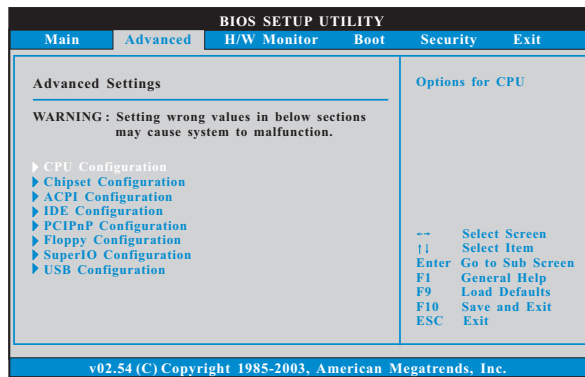 BIOS SETUP UTILITY
Main Advanced H/W Monitor Boot Security Exit
Advanced Settings
WARNING : Setting wrong values in below sections
may cause system to malfunction.
CPU Configuration
Chipset Configuration
ACPI Configuration
IDE Configuration
PCIPnP Configuration
Floppy Configuration
SuperIO Configuration
USB Configuration
Options for CPU
←→ Select Screen
↑↓ Select Item
Enter Go to Sub Screen
F1 General Help
F9 Load Defaults
F10 Save and Exit
ESC Exit
v02.54 (C) Copyright 1985-2003, American Megatrends, Inc.